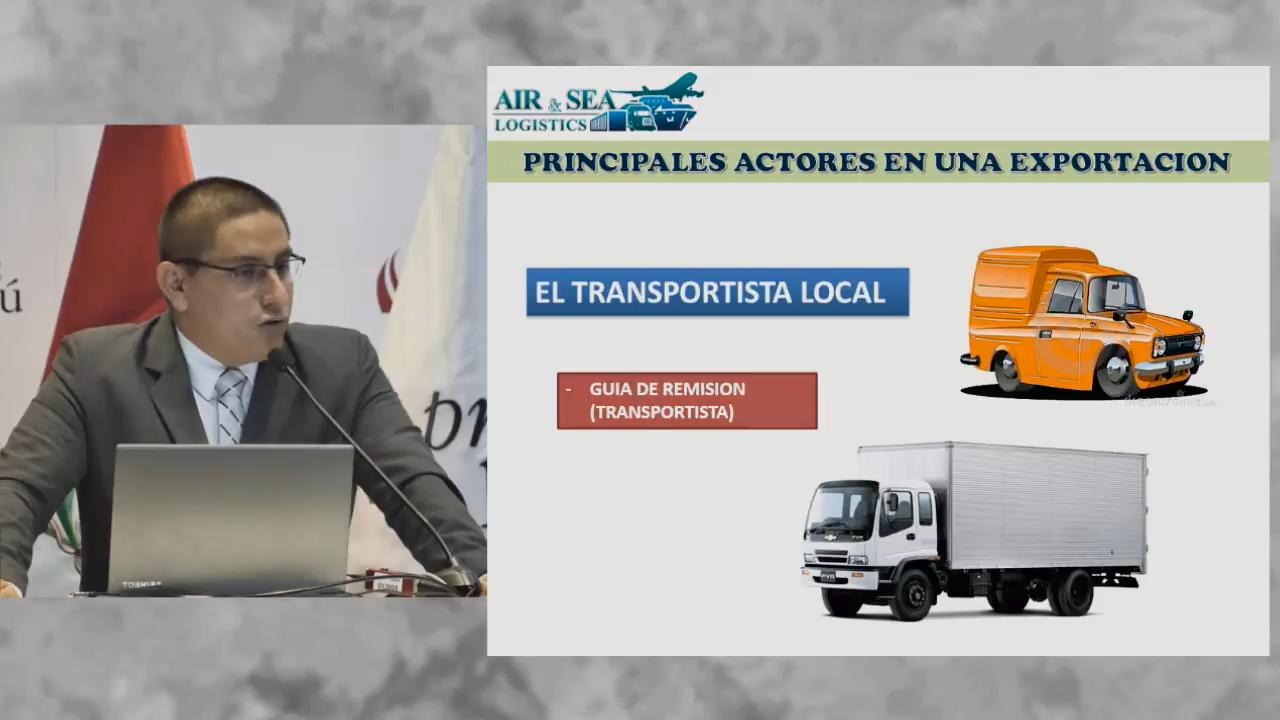 AIR & SEA
LOGISTICS
PRINCIPALES ACTORES EN UNA EXPORTACION
EL TRANSPORTISTA LOCAL
- GUIA DE REMISION
(TRANSPORTISTA)
ú
TOSHIBA